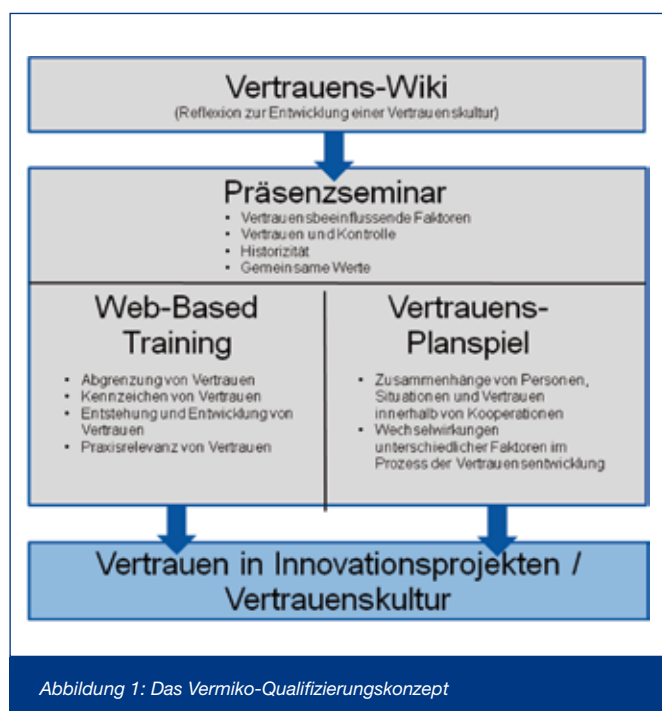 Vertrauens-Wiki
(Reflexion zur Entwicklung einer Vertrauenskultur)
Präsenzseminar
• Vertrauensbeeinflussende Faktoren
• Vertrauen und Kontrolle
• Historizität
• Gemeinsame Werte
Web-Based
Training
• Abgrenzung von Vertrauen
• Kennzeichen von Vertrauen
• Entstehung und Entwicklung von
Vertrauen
• Praxisrelevanz von Vertrauen
Vertrauens-
Planspiel
• Zusammenhänge von Personen,
Situationen und Vertrauen
innerhalb von Kooperationen
• Wechselwirkungen
unterschiedlicher Faktoren im
Prozess der Vertrauensentwicklung
Vertrauen in Innovationsprojekten /
Vertrauenskultur
Abbildung 1: Das Vermiko-Qualifizierungskonzept